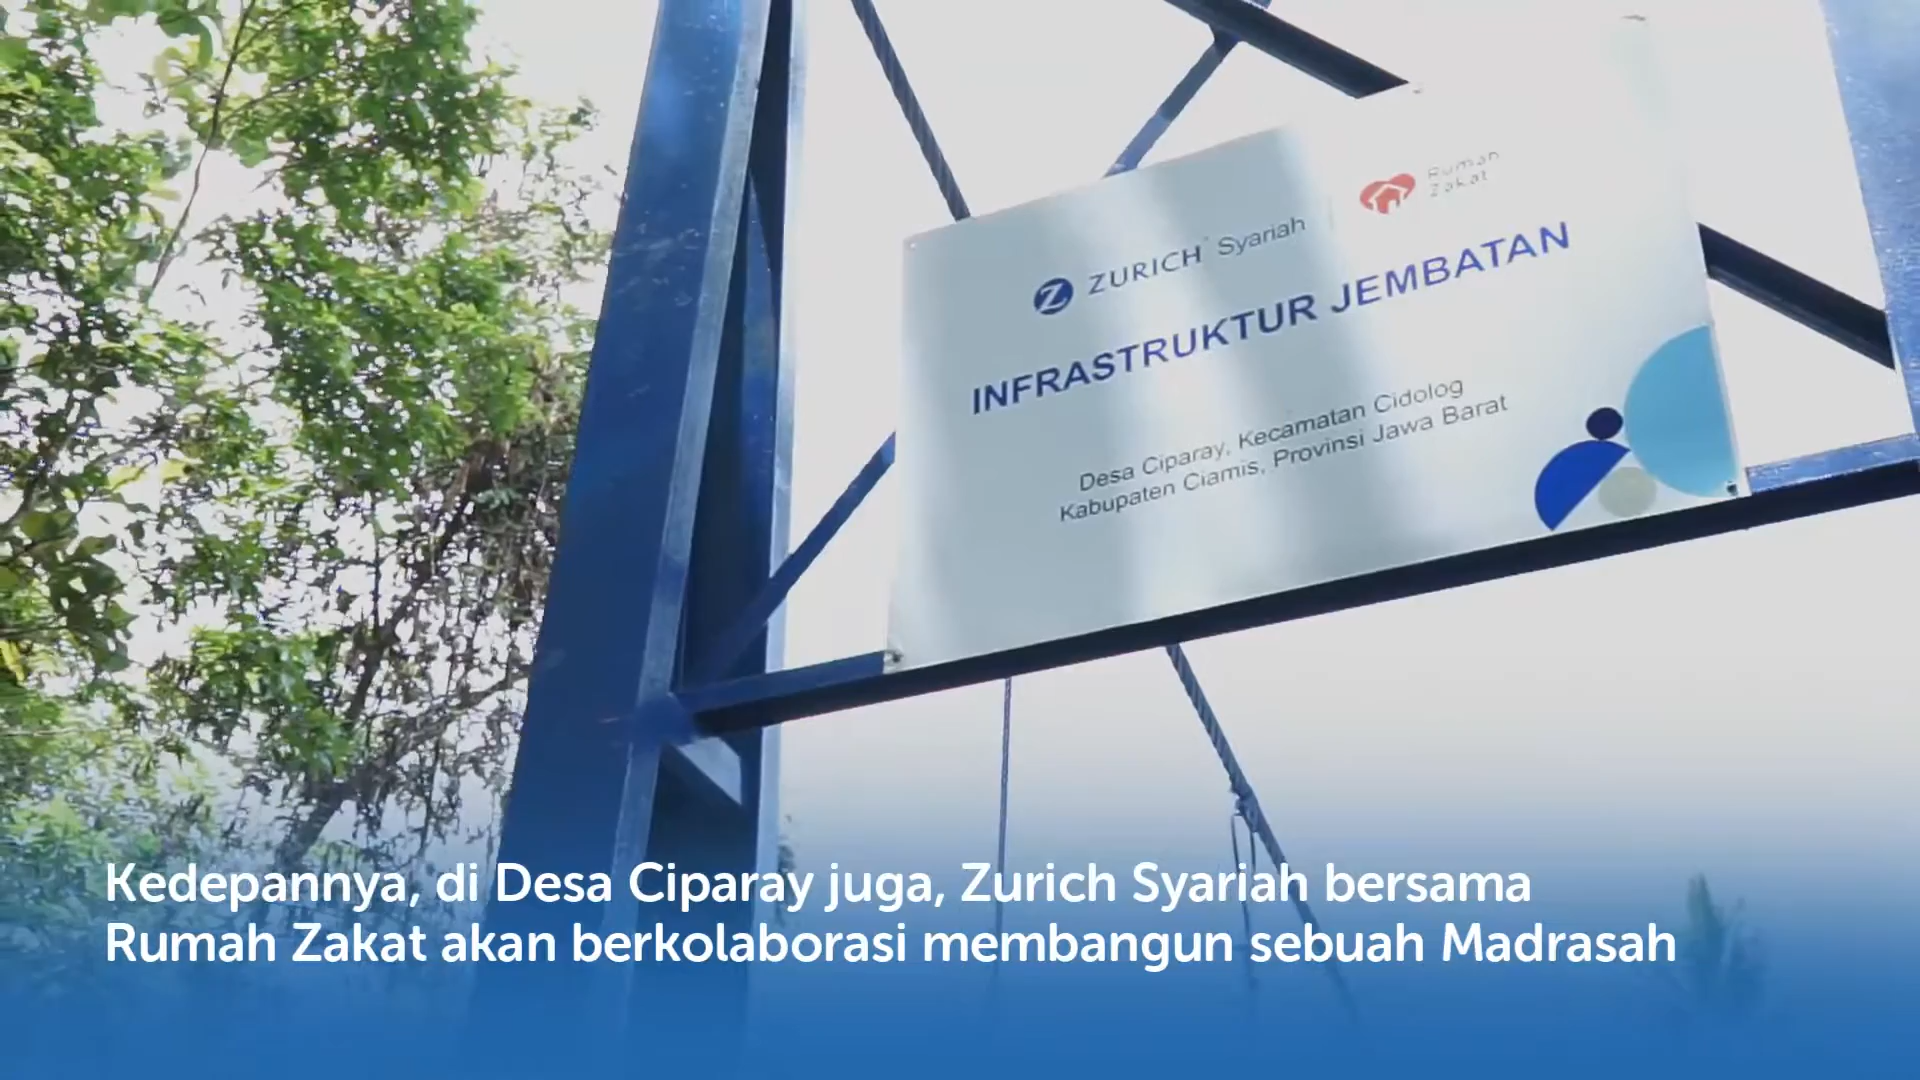 ZURICH Syariah
Rumah
Zakat
INFRASTRUKTUR JEMBATAN
Desa Ciparay, Kecamatan Cidolog
Kabupaten Ciamis, Provinsi Jawa Barat
Kedepannya, di Desa Ciparay juga, Zurich Syariah bersama
Rumah Zakat akan berkolaborasi membangun sebuah Madrasah